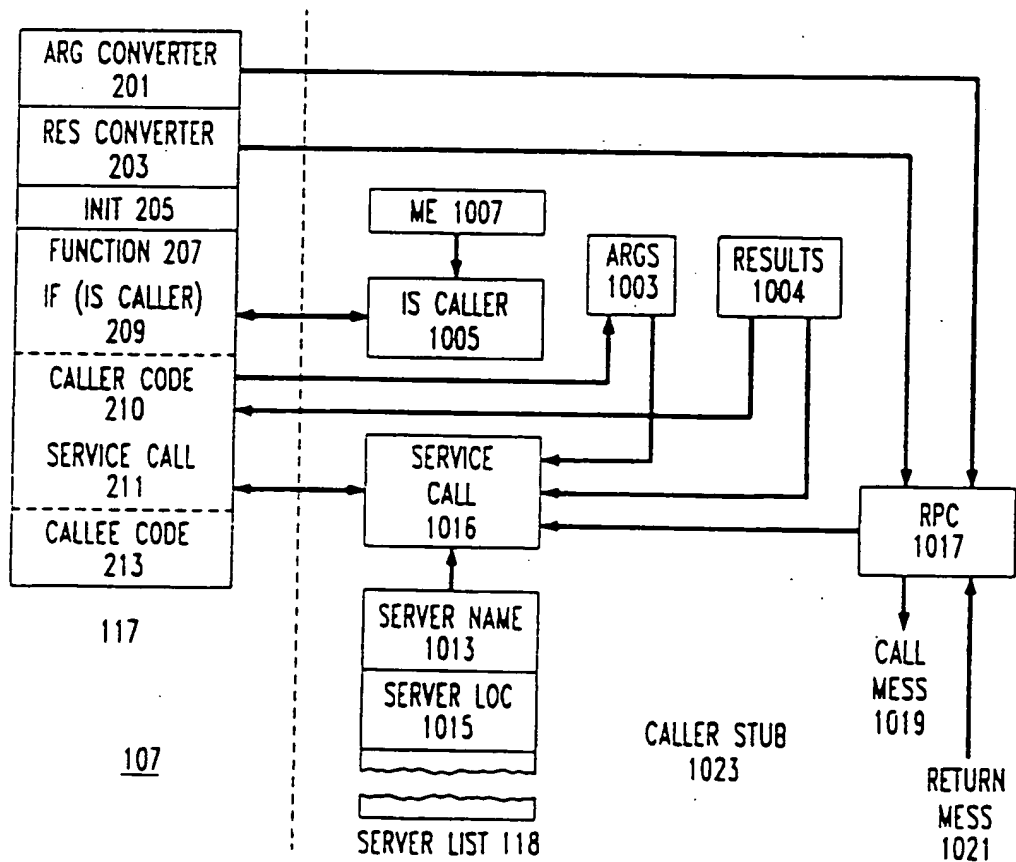 ARG CONVERTER
201
RES CONVERTER
203
INIT 205
FUNCTION 207
IF (IS CALLER)
209
CALLER CODE
210
SERVICE CALL
211
CALLEE CODE
213
117
107
ME 1007
IS CALLER
1005
ARGS
1003
RESULTS
1004
SERVICE
CALL
1016
SERVER NAME
1013
SERVER LOC
1015
SERVER LIST 118
RPC
1017
CALL
MESS
1019
CALLER STUB
1023
RETURN
MESS
1021